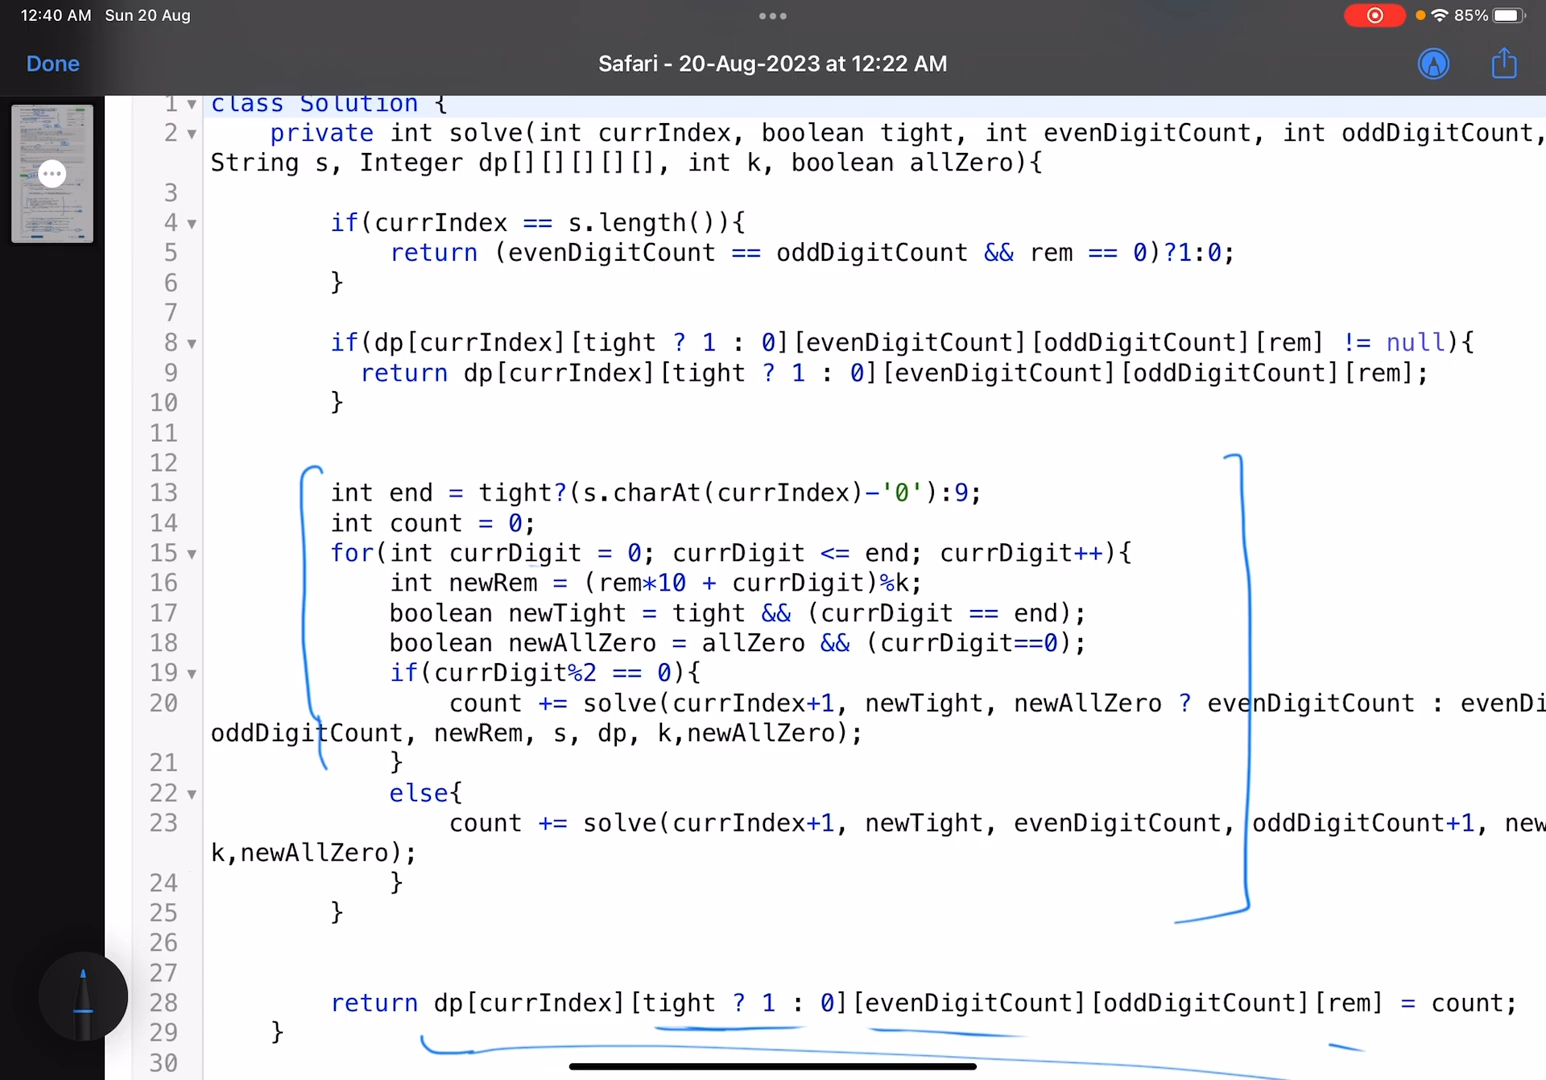 12:40 AM Sun 20 Aug
85%
Done
Safari - 20-Aug-2023 at 12:22 AM
1 class Solution {
2 private int solve(int currIndex, boolean tight, int evenDigitCount, int oddDigitCount,
String s, Integer dp[][][][][], int k, boolean allZero){
3
4 if(currIndex == s.length()){
5 return (evenDigitCount == oddDigitCount && rem == 0)?1:0;
6 }
7
8 if(dp[currIndex][tight ? 1 : 0][evenDigitCount][oddDigitCount][rem] != null){
9 return dp[currIndex][tight ? 1 : 0][evenDigitCount][oddDigitCount][rem];
10 }
11
12
13 int end = tight?(s.charAt(currIndex)-'0'):9;
14 int count = 0;
15 for(int currDigit = 0; currDigit <= end; currDigit++){
16 int newRem = (rem*10 + currDigit)%k;
17 boolean newTight = tight && (currDigit == end);
18 boolean newAllZero = allZero && (currDigit==0);
19 if(currDigit%2 == 0){
20 count += solve(currIndex+1, newTight, newAllZero ? evenDigitCount : evenDi
oddDigitCount, newRem, s, dp, k,newAllZero);
21 }
22 else{
23 count += solve(currIndex+1, newTight, evenDigitCount, oddDigitCount+1, new
k,newAllZero);
24 }
25 }
26
27
28 return dp[currIndex][tight ? 1 : 0][evenDigitCount][oddDigitCount][rem] = count;
29 }
30